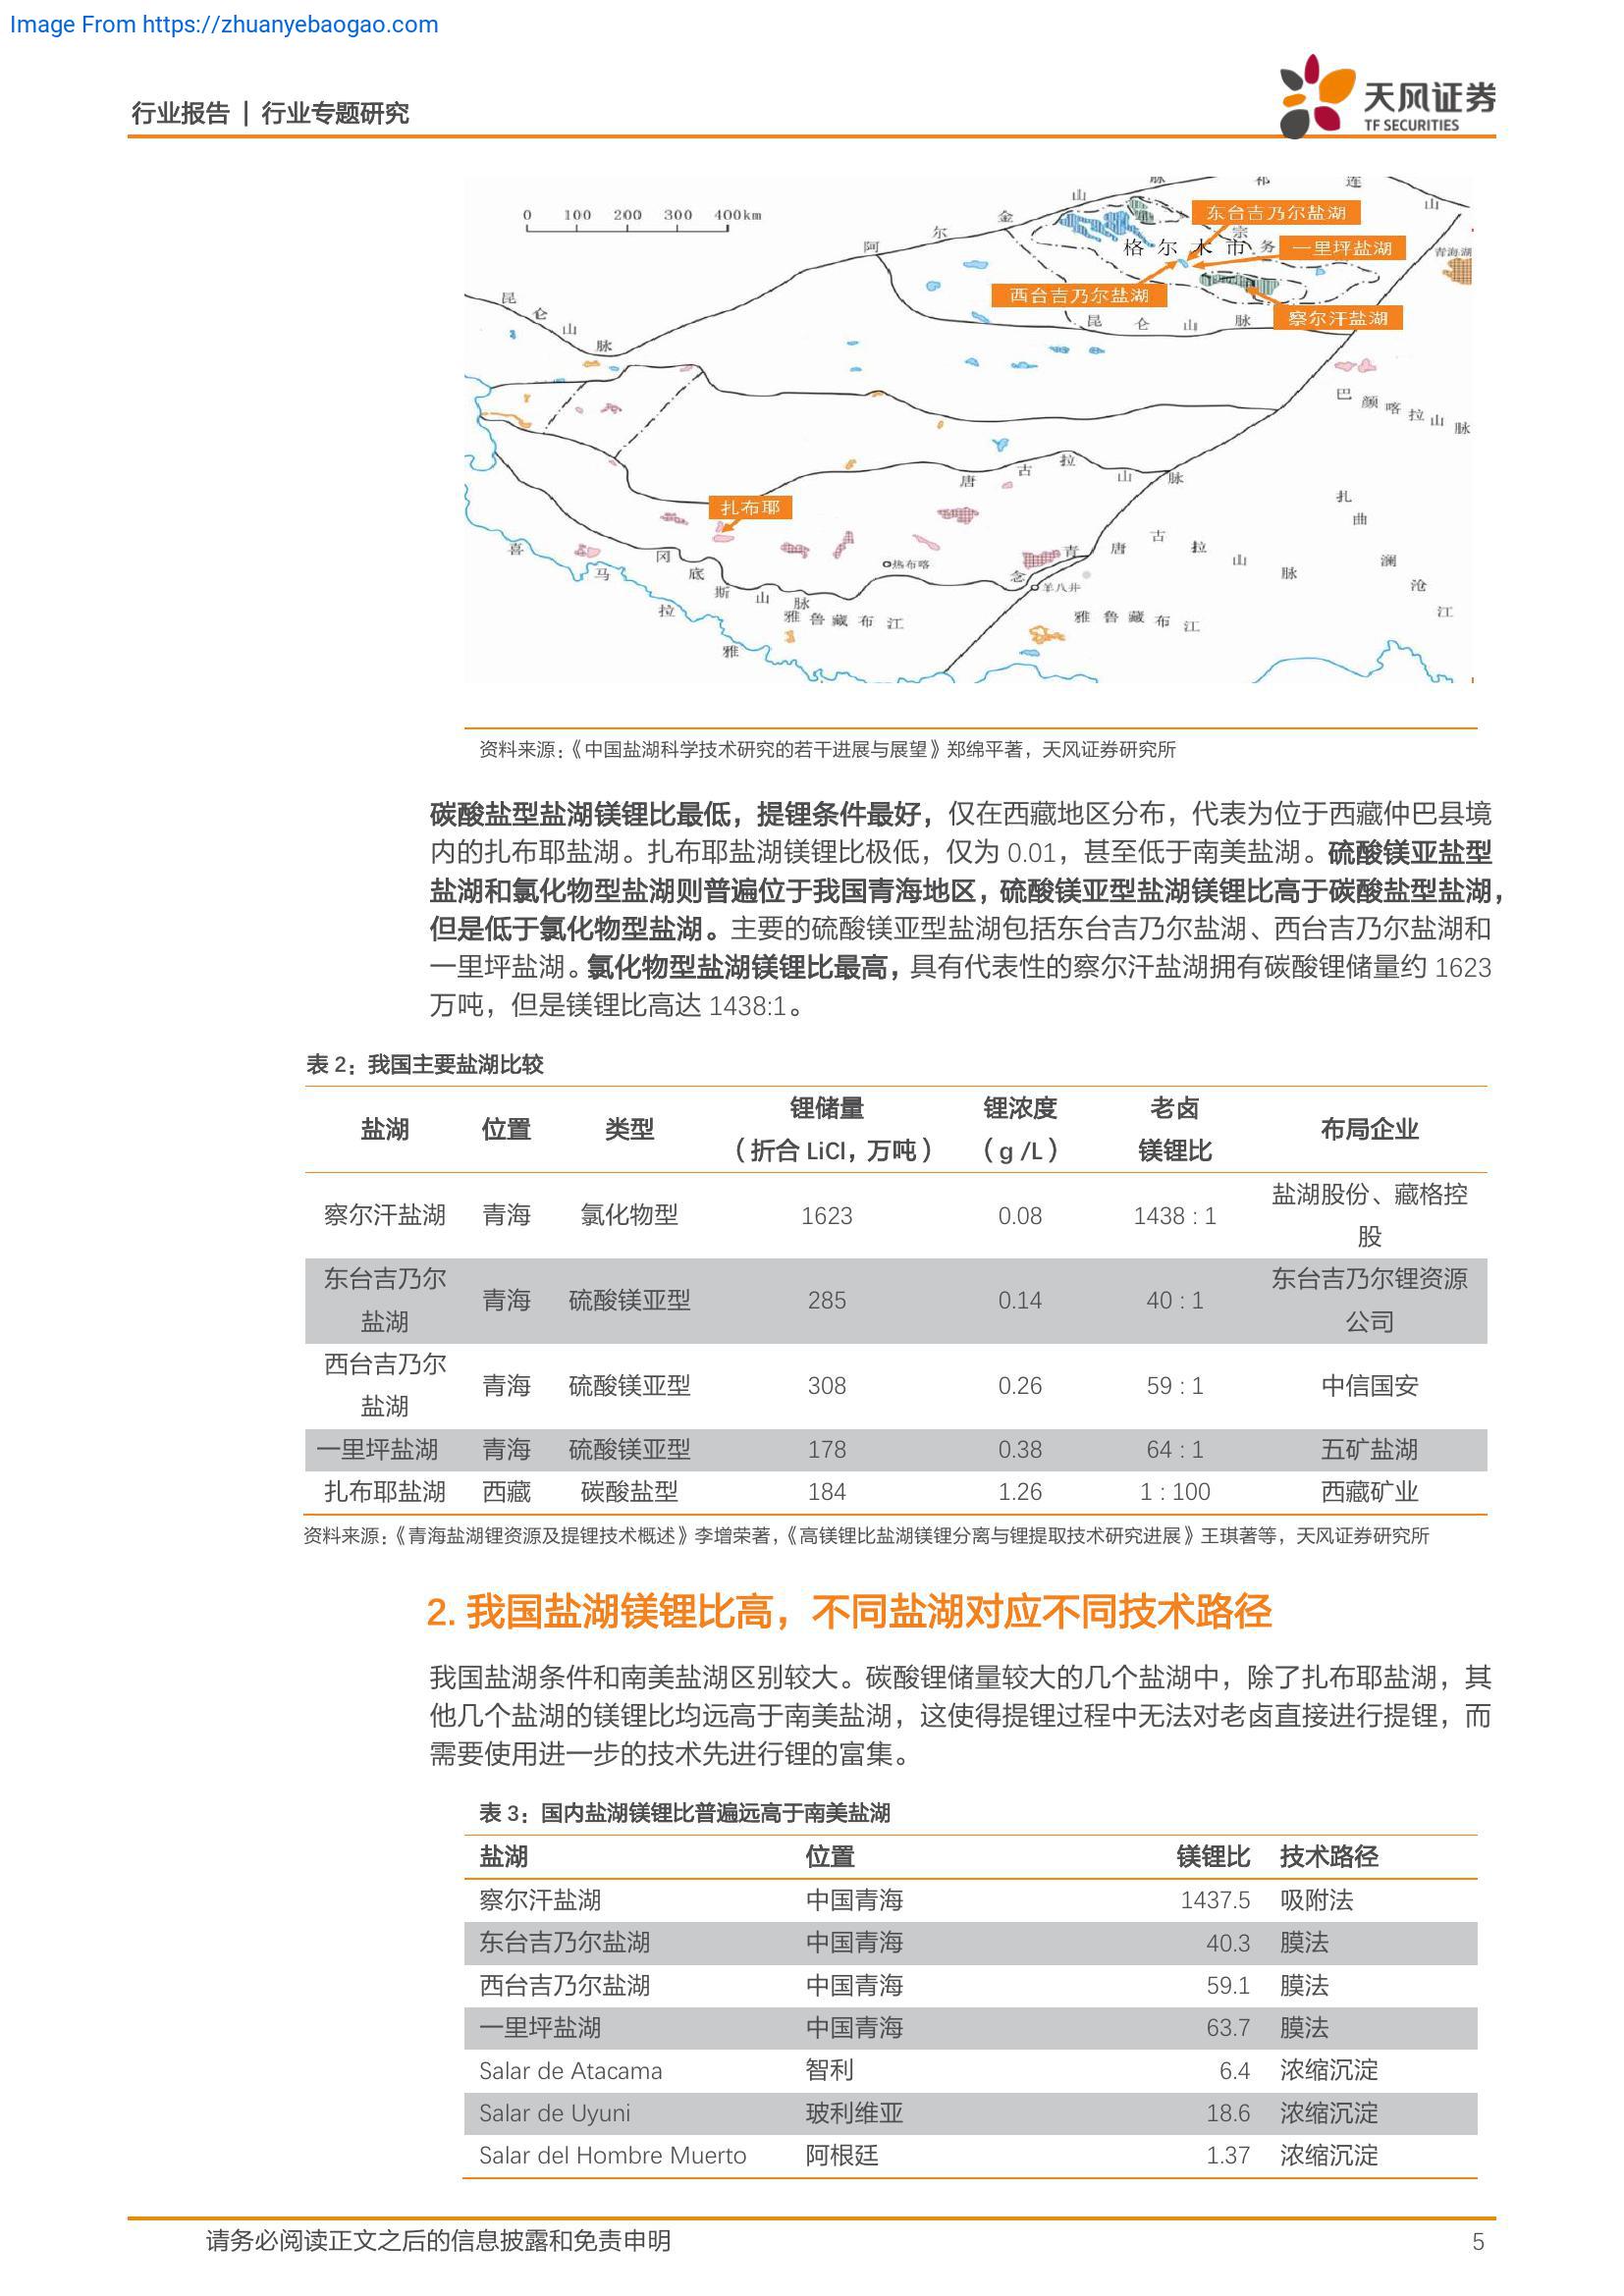 Image From https://zhuanyebaogao.com
行业报告 | 行业专题研究
天风证券
TF SECURITIES
0 100 200 300 400km
脉 祁 连
山 山
金
尔
阿
东台吉乃尔盐湖
宗
格尔木市 务
一里坪盐湖
青海湖
西台吉乃尔盐湖
察尔汗盐湖
昆仑山脉
昆仑山脉
巴颜喀拉山脉
唐古拉山脉
扎布耶
扎曲
唐古拉山脉
澜沧江
热布喀
念青
羊八井
喜马拉雅
冈底斯山脉
雅鲁藏布江
雅鲁藏布江
资料来源：《中国盐湖科学技术研究的若干进展与展望》郑绵平著，天风证券研究所
碳酸盐型盐湖镁锂比最低，提锂条件最好，仅在西藏地区分布，代表为位于西藏仲巴县境
内的扎布耶盐湖。扎布耶盐湖镁锂比极低，仅为 0.01，甚至低于南美盐湖。硫酸镁亚盐型
盐湖和氯化物型盐湖则普遍位于我国青海地区，硫酸镁亚型盐湖镁锂比高于碳酸盐型盐湖，
但是低于氯化物型盐湖。主要的硫酸镁亚型盐湖包括东台吉乃尔盐湖、西台吉乃尔盐湖和
一里坪盐湖。氯化物型盐湖镁锂比最高，具有代表性的察尔汗盐湖拥有碳酸锂储量约 1623
万吨，但是镁锂比高达 1438:1。
表 2：我国主要盐湖比较
盐湖 位置 类型 锂储量（折合 LiCl，万吨） 锂浓度（g /L） 老卤镁锂比 布局企业
察尔汗盐湖 青海 氯化物型 1623 0.08 1438 : 1 盐湖股份、藏格控股
东台吉乃尔盐湖 青海 硫酸镁亚型 285 0.14 40 : 1 东台吉乃尔锂资源公司
西台吉乃尔盐湖 青海 硫酸镁亚型 308 0.26 59 : 1 中信国安
一里坪盐湖 青海 硫酸镁亚型 178 0.38 64 : 1 五矿盐湖
扎布耶盐湖 西藏 碳酸盐型 184 1.26 1 : 100 西藏矿业
资料来源：《青海盐湖锂资源及提锂技术概述》李增荣著，《高镁锂比盐湖镁锂分离与锂提取技术研究进展》王琪著等，天风证券研究所
2. 我国盐湖镁锂比高，不同盐湖对应不同技术路径
我国盐湖条件和南美盐湖区别较大。碳酸锂储量较大的几个盐湖中，除了扎布耶盐湖，其
他几个盐湖的镁锂比均远高于南美盐湖，这使得提锂过程中无法对老卤直接进行提锂，而
需要使用进一步的技术先进行锂的富集。
表 3：国内盐湖镁锂比普遍远高于南美盐湖
盐湖 位置 镁锂比 技术路径
察尔汗盐湖 中国青海 1437.5 吸附法
东台吉乃尔盐湖 中国青海 40.3 膜法
西台吉乃尔盐湖 中国青海 59.1 膜法
一里坪盐湖 中国青海 63.7 膜法
Salar de Atacama 智利 6.4 浓缩沉淀
Salar de Uyuni 玻利维亚 18.6 浓缩沉淀
Salar del Hombre Muerto 阿根廷 1.37 浓缩沉淀
请务必阅读正文之后的信息披露和免责申明 5